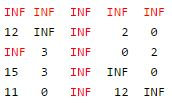 INF INF INF INF INF
12 INF INF 2 0
INF 3 INF 0 2
15 3 INF INF 0
11 0 INF 12 INF